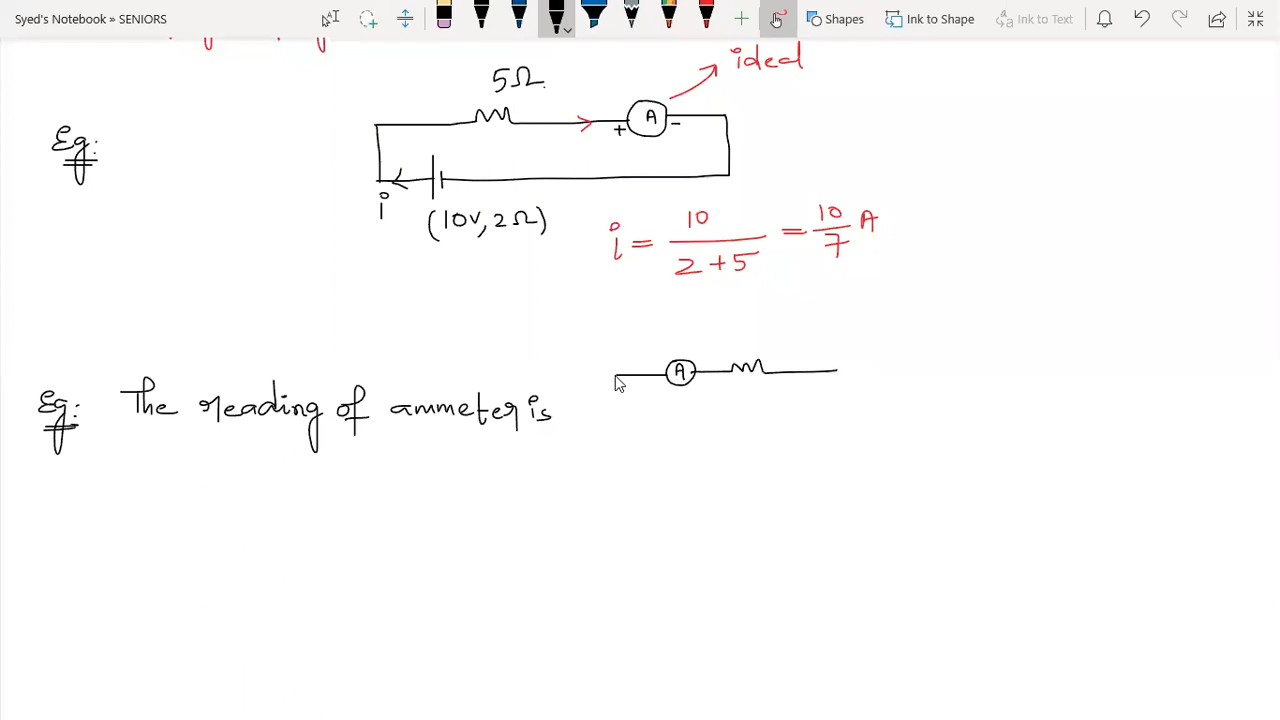 Syed's Notebook » SENIORS
Shapes
Ink to Shape
Ink to Text
ideal
5Ω
A
+ -
Eg:
i
(10V, 2Ω)
i = 10 / 2+5 = 10/7 A
A
Eg: The reading of ammeter is